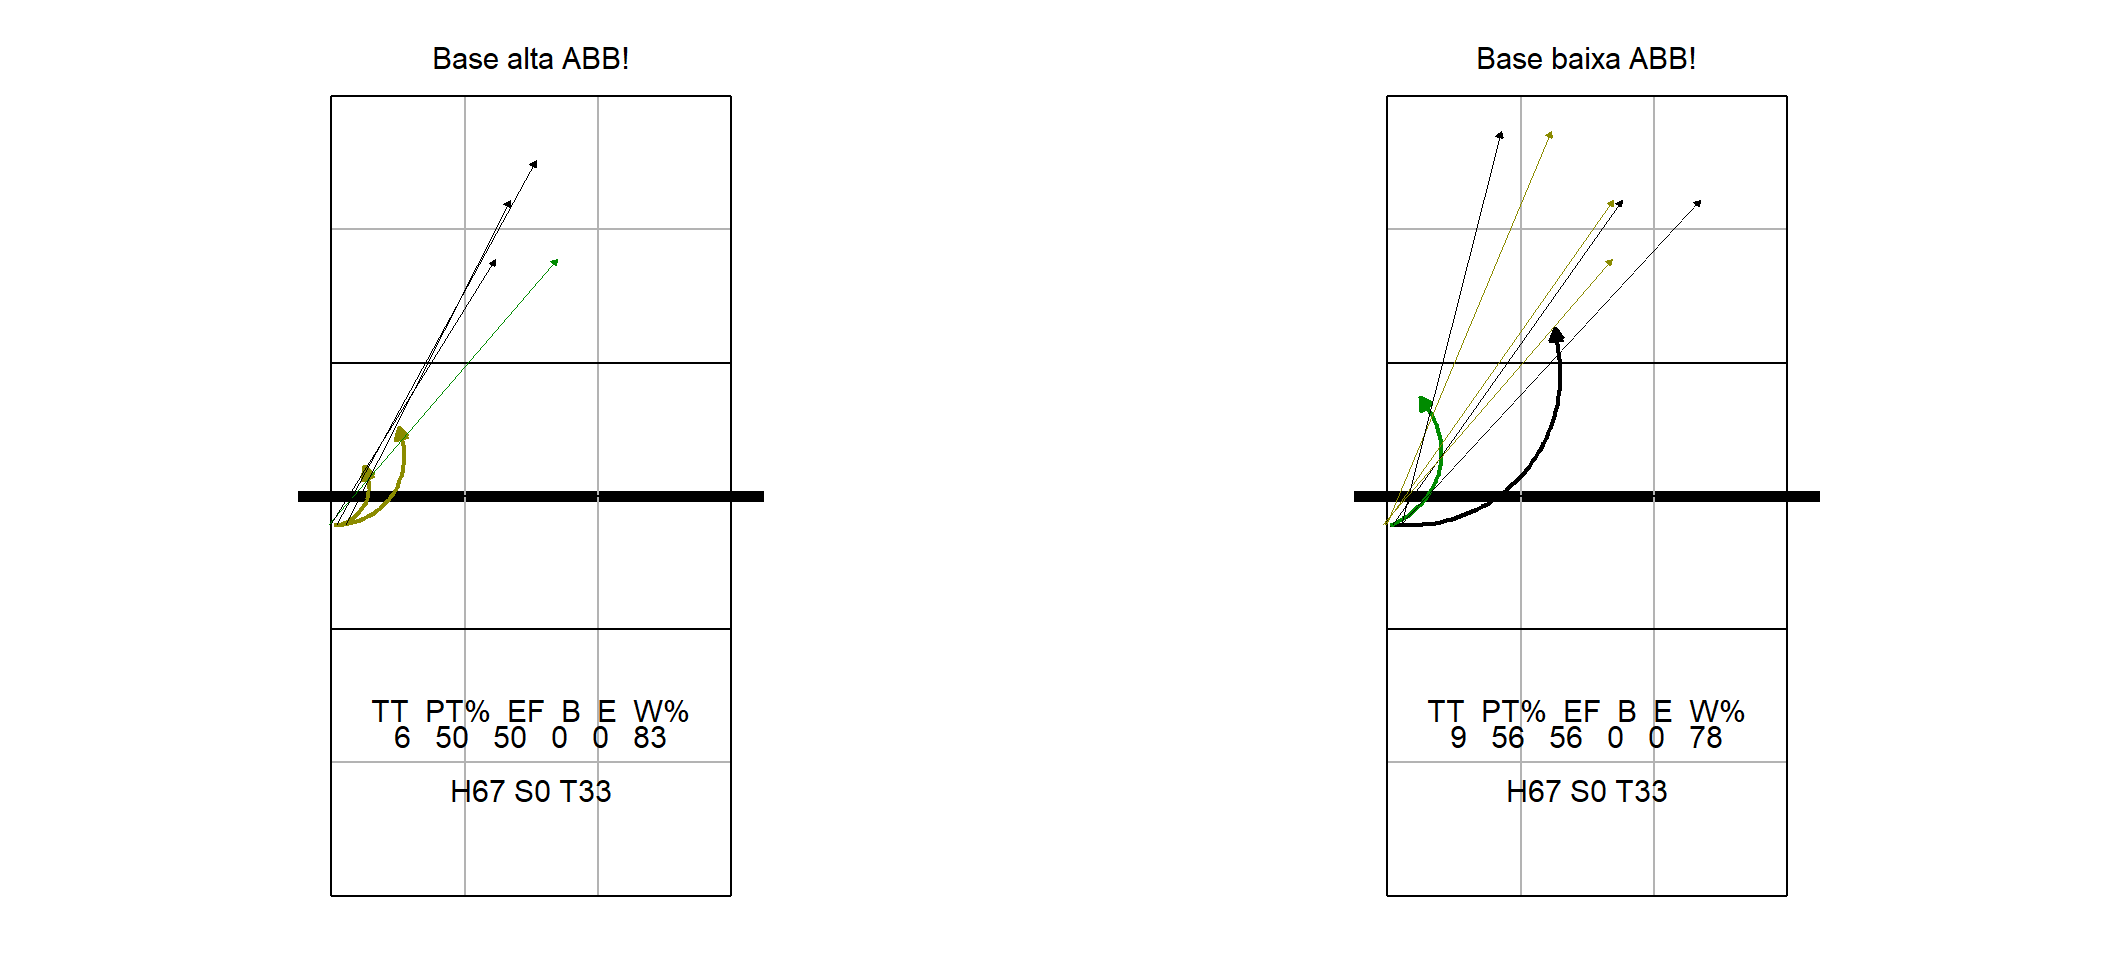 Base alta ABB!
TT PT% EF B E W%
6 50 50 0 0 83
H67 S0 T33
Base baixa ABB!
TT PT% EF B E W%
9 56 56 0 0 78
H67 S0 T33